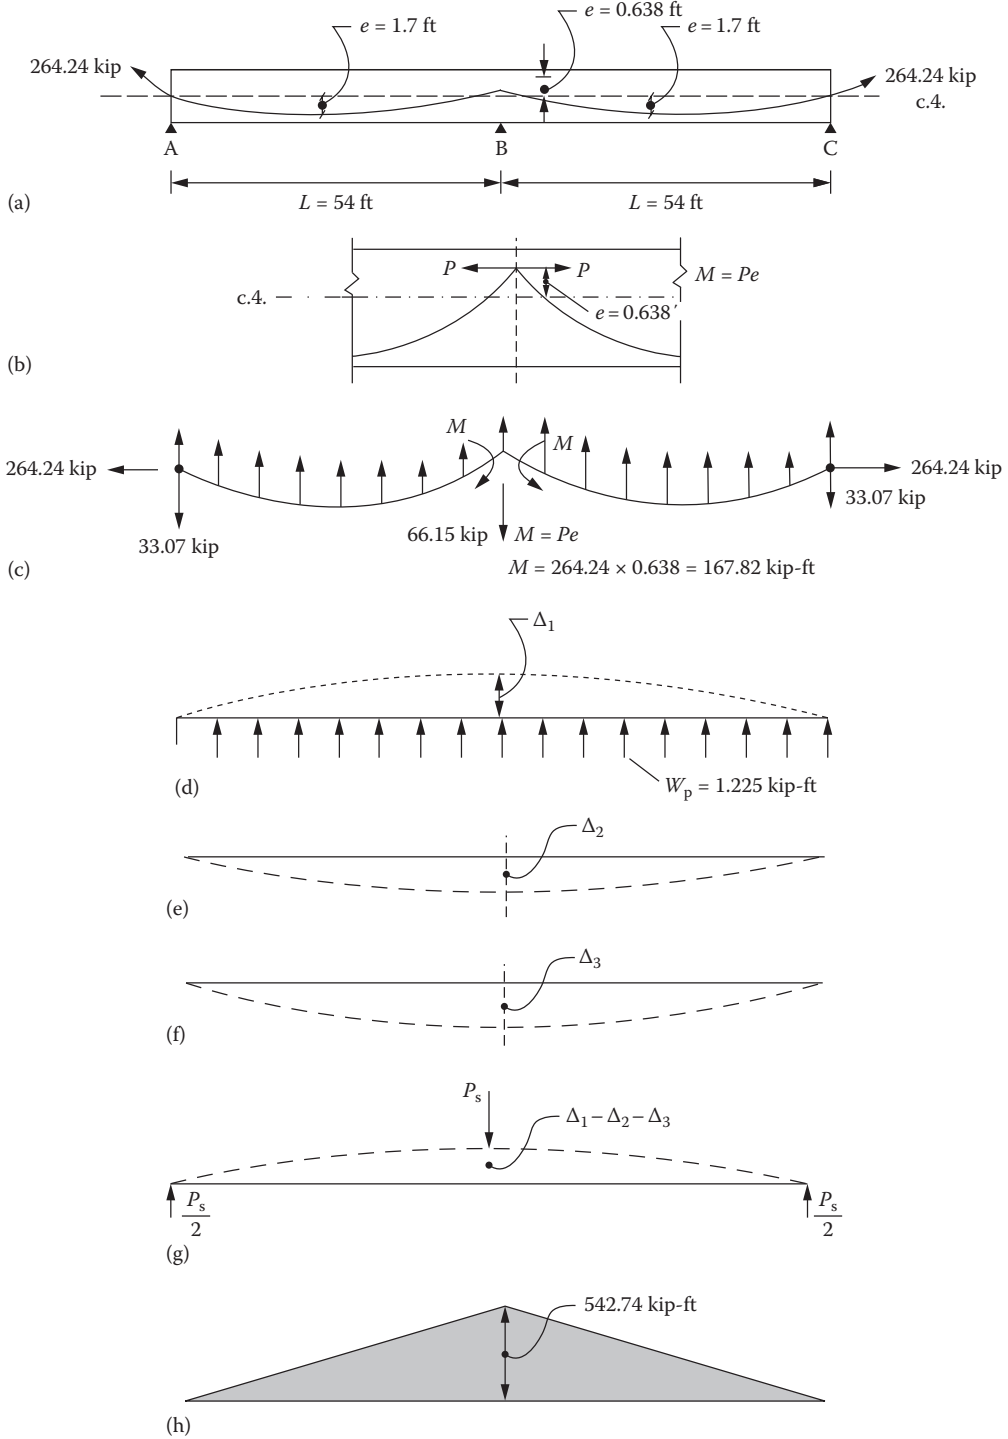 e = 1.7 ft
e = 0.638 ft
e = 1.7 ft
264.24 kip
264.24 kip
c.4.
A
B
C
L = 54 ft
L = 54 ft
(a)
P
P
M = Pe
c.4.
e = 0.638′
(b)
M
M
264.24 kip
264.24 kip
33.07 kip
33.07 kip
66.15 kip
M = Pe
M = 264.24 × 0.638 = 167.82 kip-ft
(c)
Δ1
Wp = 1.225 kip-ft
(d)
Δ2
(e)
Δ3
(f)
Ps
Δ1 − Δ2 − Δ3
Ps/2
Ps/2
(g)
542.74 kip-ft
(h)